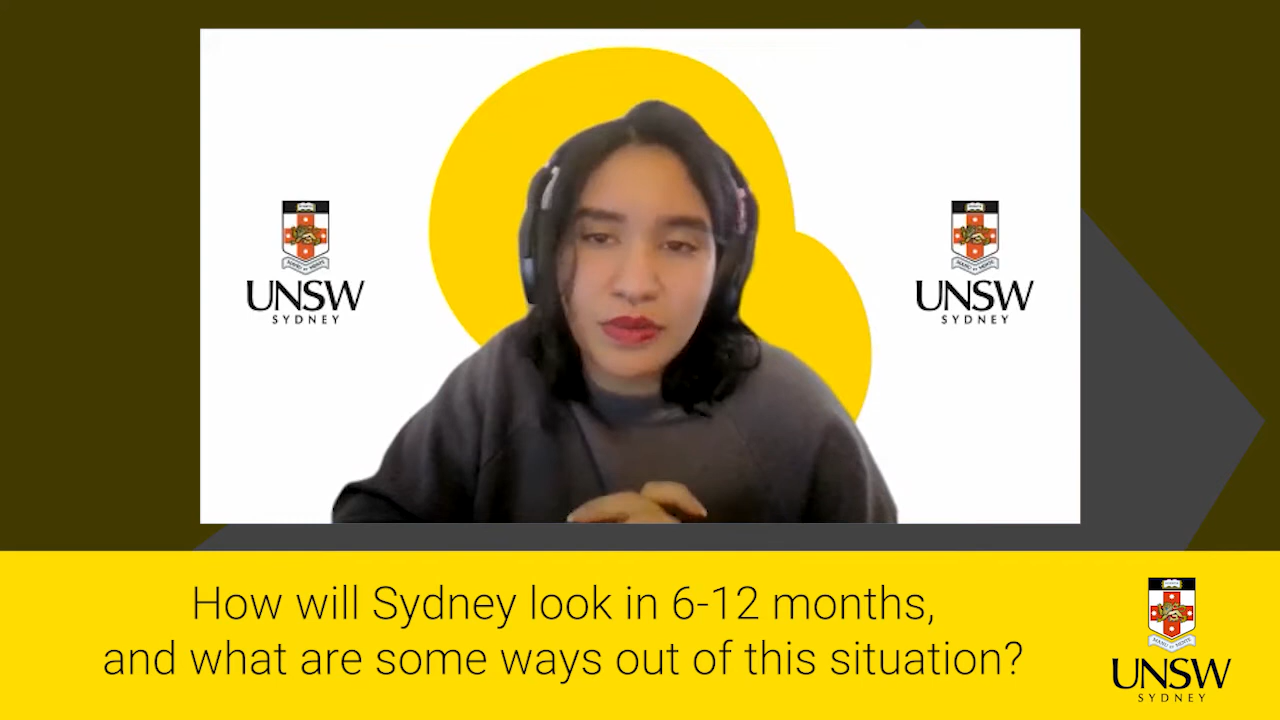 UNSW
SYDNEY
UNSW
SYDNEY
How will Sydney look in 6-12 months,
and what are some ways out of this situation?
UNSW
SYDNEY